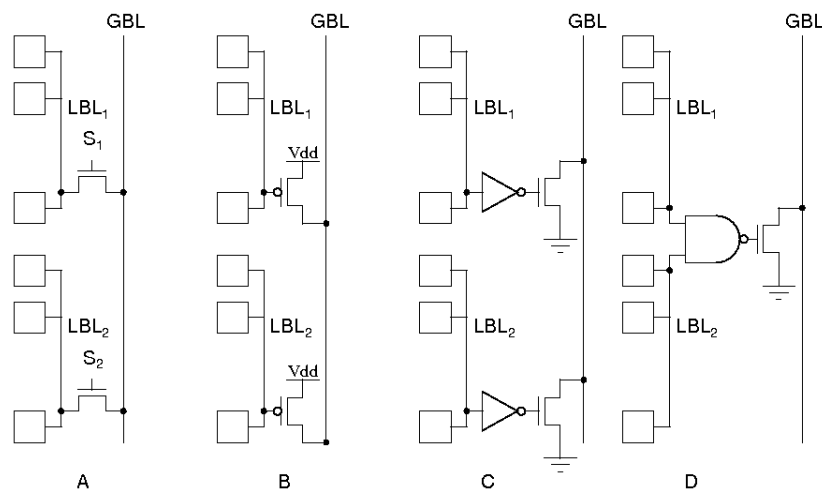 GBL GBL GBL GBL
LBL₁ LBL₁ LBL₁ LBL₁
S₁
Vdd
LBL₂ LBL₂ LBL₂ LBL₂
S₂
Vdd
A B C D